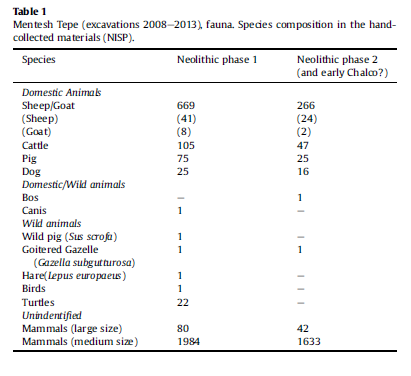 Table 1
Mentesh Tepe (excavations 2008–2013), fauna. Species composition in the hand-
collected materials (NISP).
Species Neolithic phase 1 Neolithic phase 2
(and early Chalco?)
Domestic Animals
Sheep/Goat 669 266
(Sheep) (41) (24)
(Goat) (8) (2)
Cattle 105 47
Pig 75 25
Dog 25 16
Domestic/Wild animals
Bos – 1
Canis 1 –
Wild animals
Wild pig (Sus scrofa) 1 –
Goitered Gazelle 1 1
(Gazella subgutturosa)
Hare(Lepus europaeus) 1 –
Birds 1 –
Turtles 22 –
Unindentified
Mammals (large size) 80 42
Mammals (medium size) 1984 1633